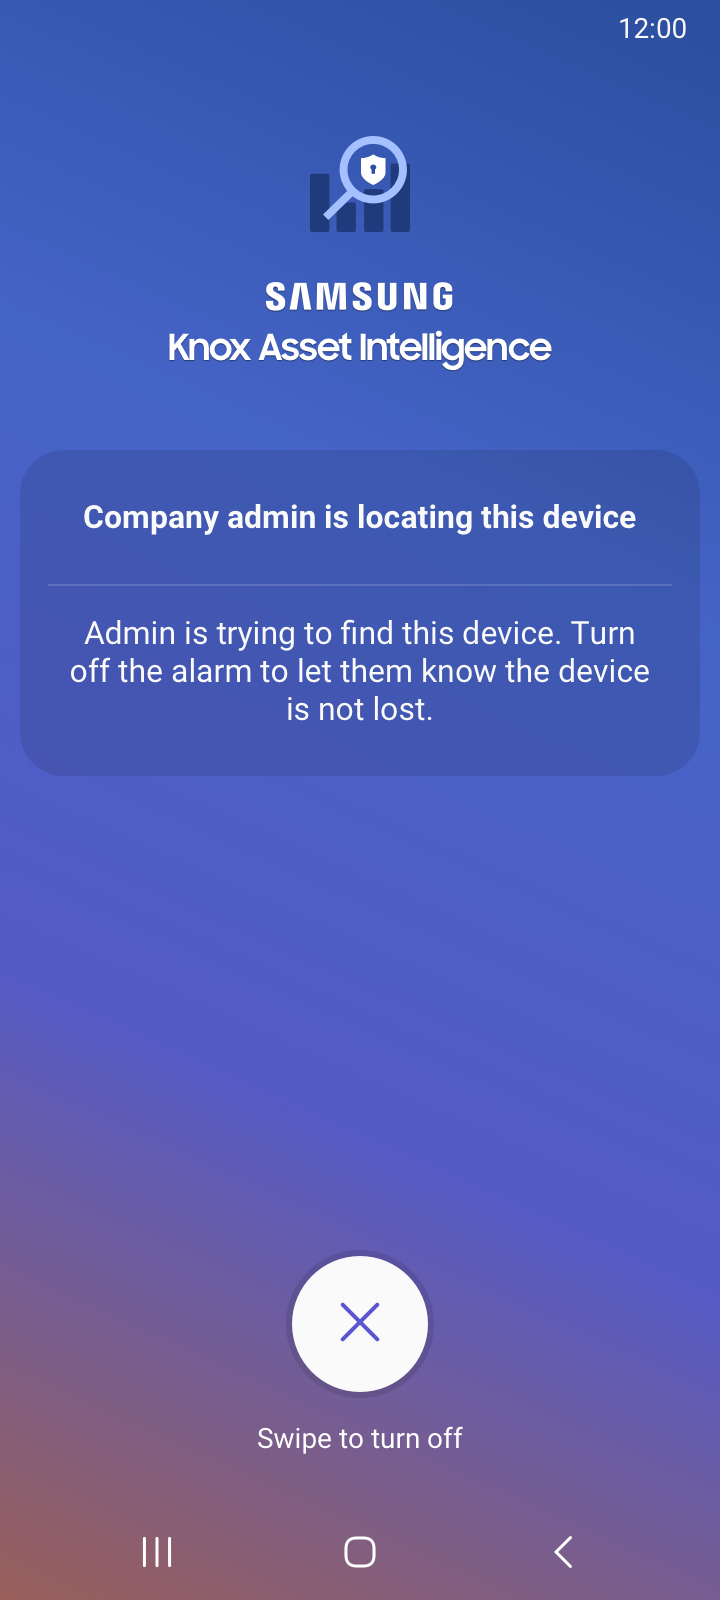 12:00
SAMSUNG
Knox Asset Intelligence
Company admin is locating this device
Admin is trying to find this device. Turn
off the alarm to let them know the device
is not lost.
Swipe to turn off